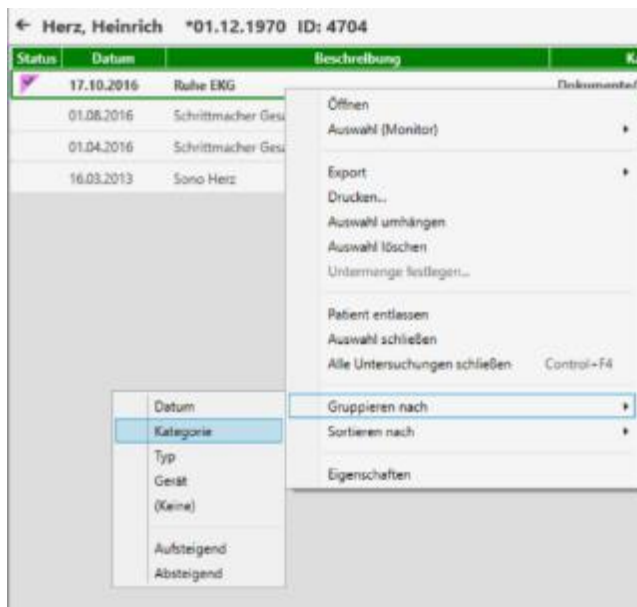 ← Herz, Heinrich *01.12.1970 ID: 4704
Status Datum Beschreibung
17.10.2016 Ruhe EKG
01.08.2016 Schrittmacher
01.04.2016 Schrittmacher
16.03.2013 Sono Herz
Öffnen
Auswahl (Monitor)
Export
Drucken...
Auswahl umhängen
Auswahl löschen
Untermenge festlegen...
Patient entlassen
Auswahl schließen
Alle Untersuchungen schließen Control+F4
Gruppieren nach
Sortieren nach
Eigenschaften
Datum
Kategorie
Typ
Gerät
(Keine)
Aufsteigend
Absteigend